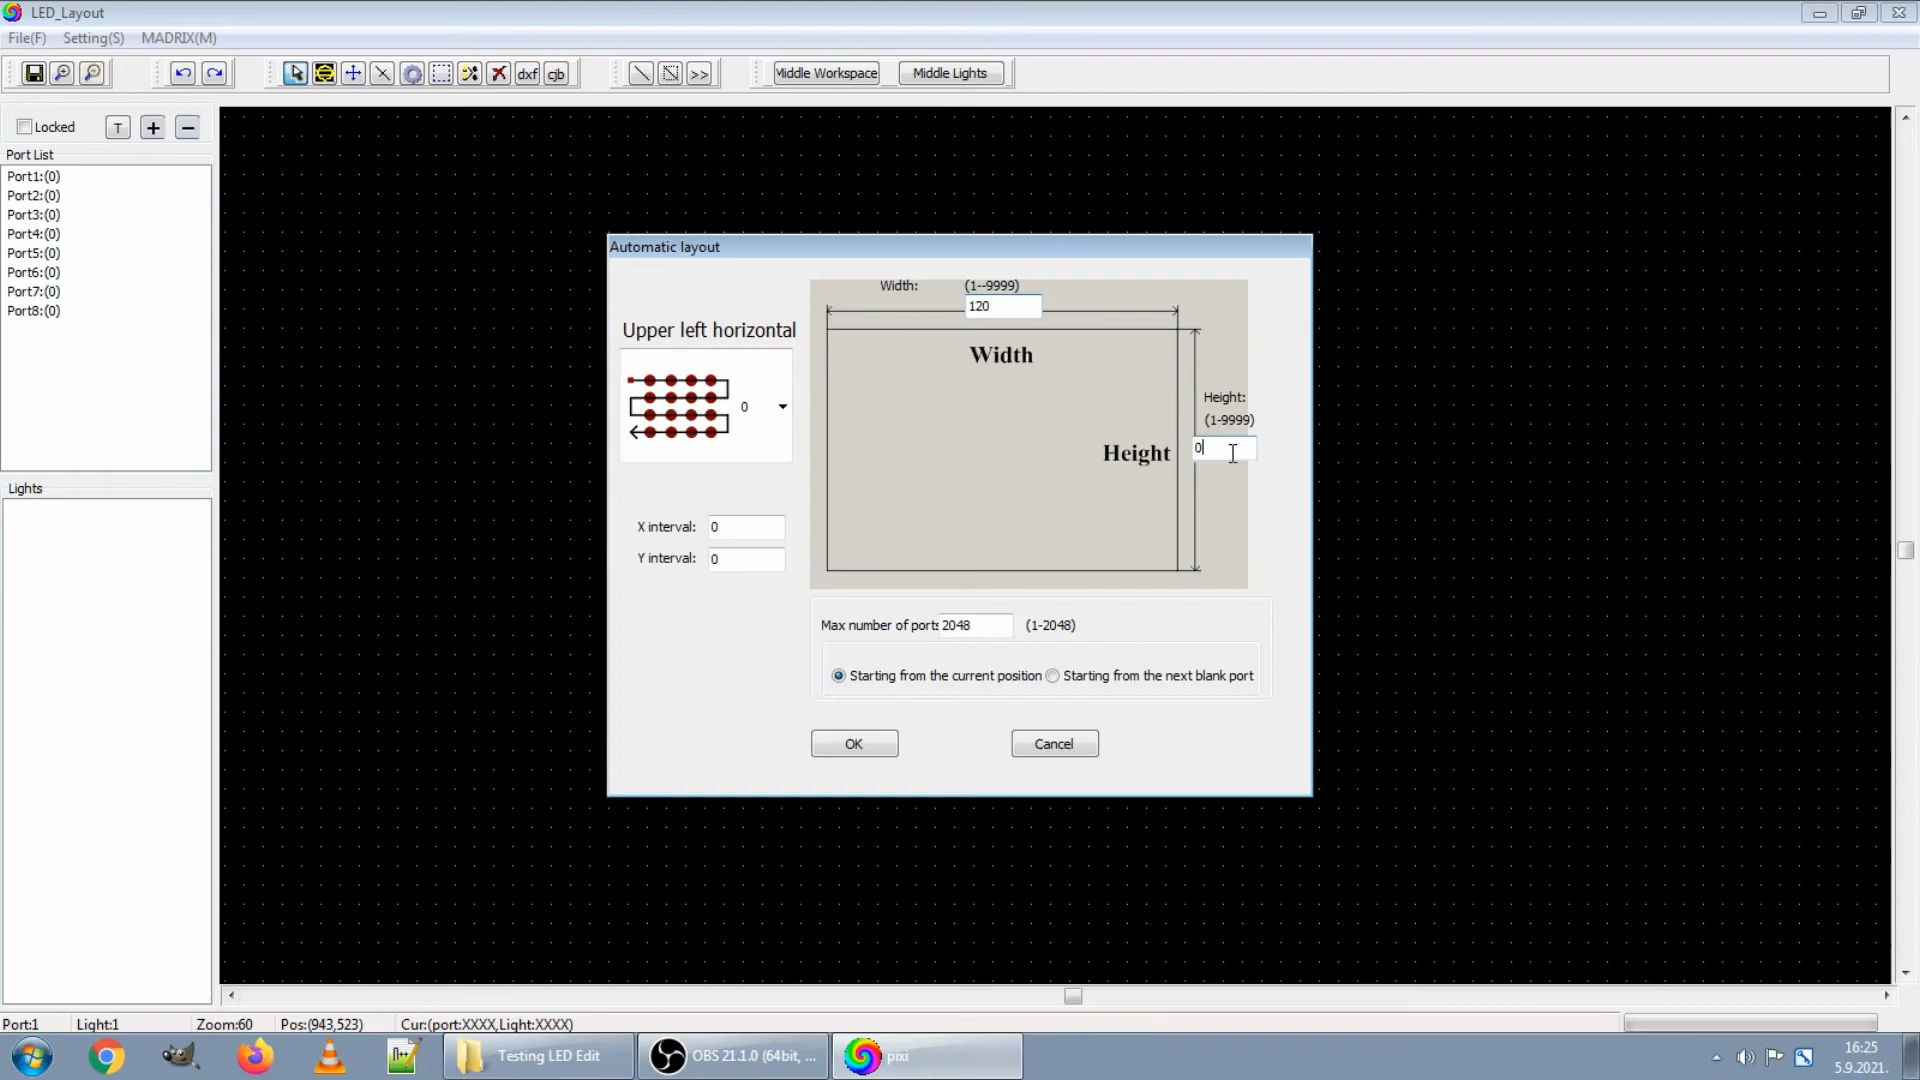 LED_Layout
File(F) Setting(S) MADRIX(M)
dxf cjb >> Middle Workspace Middle Lights
Locked T + -
Port List
Port1:(0)
Port2:(0)
Port3:(0)
Port4:(0)
Port5:(0)
Port6:(0)
Port7:(0)
Port8:(0)
Lights
Automatic layout
Width: (1--9999)
120
Upper left horizontal
Width
0
Height:
(1-9999)
0
Height
X interval: 0
Y interval: 0
Max number of ports 2048 (1-2048)
Starting from the current position Starting from the next blank port
OK Cancel
Port:1 Light:1 Zoom:60 Pos:(943,523) Cur:(port:XXXX,Light:XXXX)
Testing LED Edit OBS 21.1.0 (64bit, ... pixi
16:25
5.9.2021.